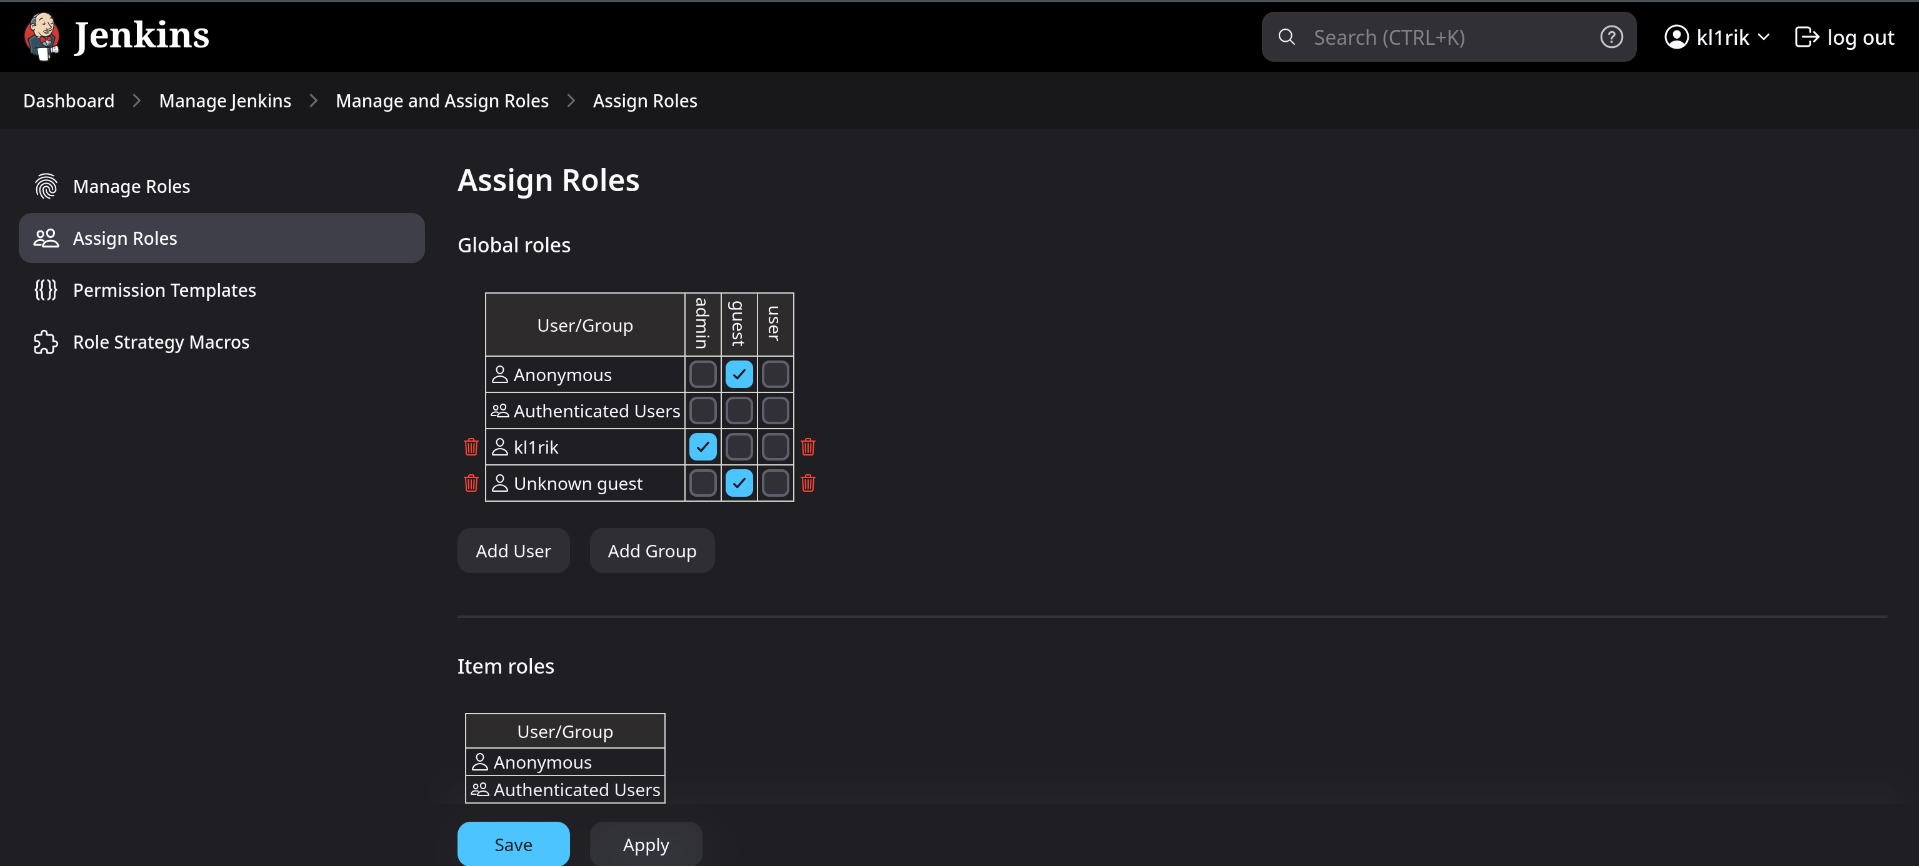 Jenkins
Search (CTRL+K)
kl1rik
log out
Dashboard
Manage Jenkins
Manage and Assign Roles
Assign Roles
Manage Roles
Assign Roles
Permission Templates
Role Strategy Macros
Assign Roles
Global roles
User/Group admin guest user
Anonymous
Authenticated Users
kl1rik
Unknown guest
Add User
Add Group
Item roles
User/Group
Anonymous
Authenticated Users
Save
Apply